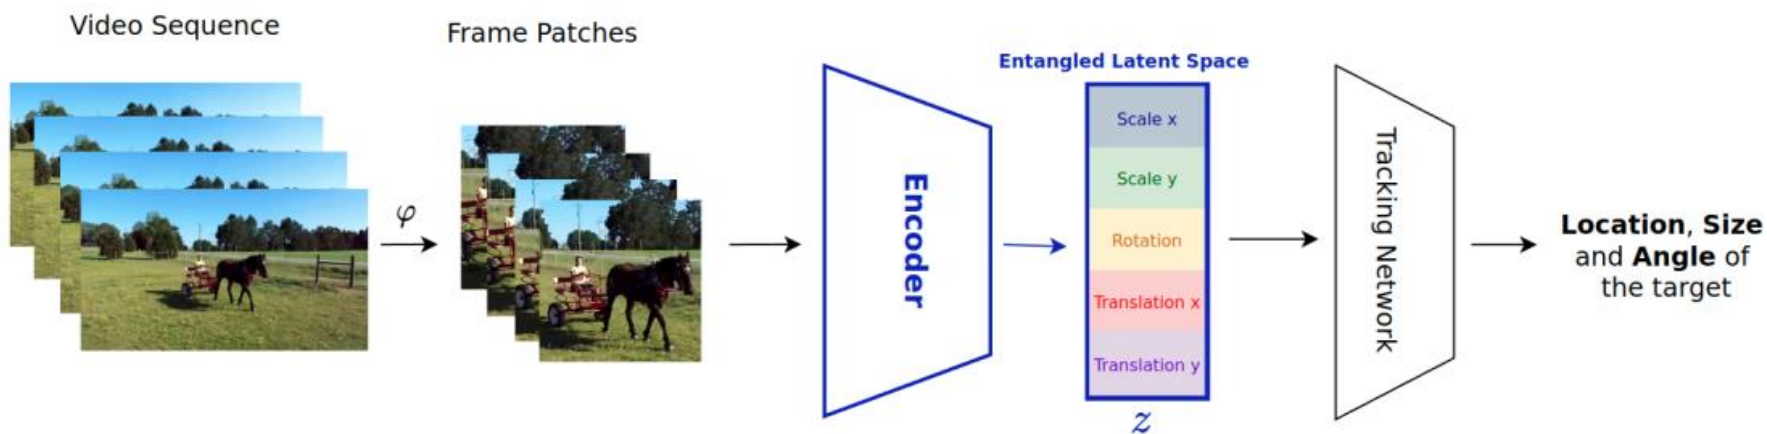 Video Sequence
Frame Patches
φ
Encoder
Entangled Latent Space
Scale x
Scale y
Rotation
Translation x
Translation y
z
Tracking Network
Location, Size
and Angle of
the target